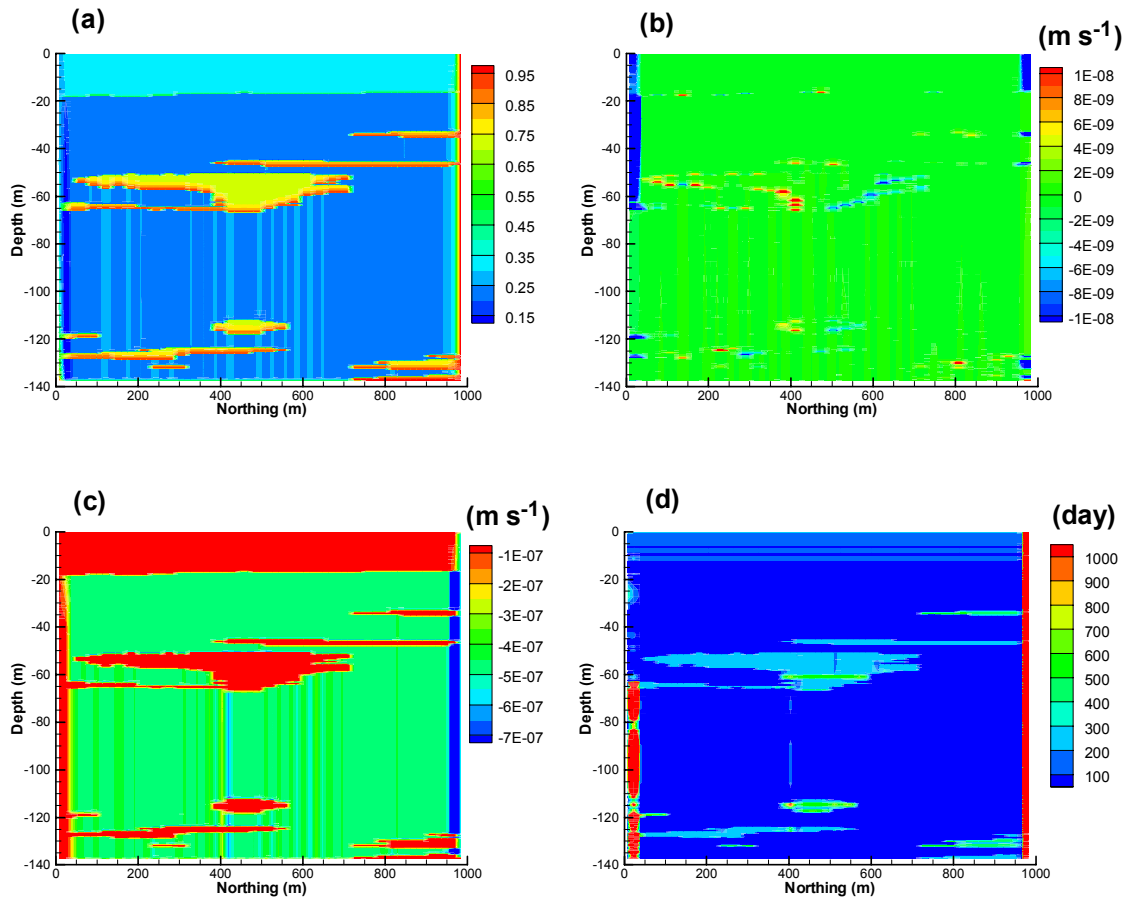 (a)
0
-20
-40
-60
-80
-100
-120
-140
Depth (m)
0 200 400 600 800 1000
Northing (m)
0.95
0.85
0.75
0.65
0.55
0.45
0.35
0.25
0.15
(b)
(m s-1)
0
-20
-40
-60
-80
-100
-120
-140
Depth (m)
0 200 400 600 800 1000
Northing (m)
1E-08
8E-09
6E-09
4E-09
2E-09
0
-2E-09
-4E-09
-6E-09
-8E-09
-1E-08
(c)
(m s-1)
0
-20
-40
-60
-80
-100
-120
-140
Depth (m)
0 200 400 600 800 1000
Northing (m)
-1E-07
-2E-07
-3E-07
-4E-07
-5E-07
-6E-07
-7E-07
(d)
(day)
0
-20
-40
-60
-80
-100
-120
-140
Depth (m)
0 200 400 600 800 1000
Northing (m)
1000
900
800
700
600
500
400
300
200
100